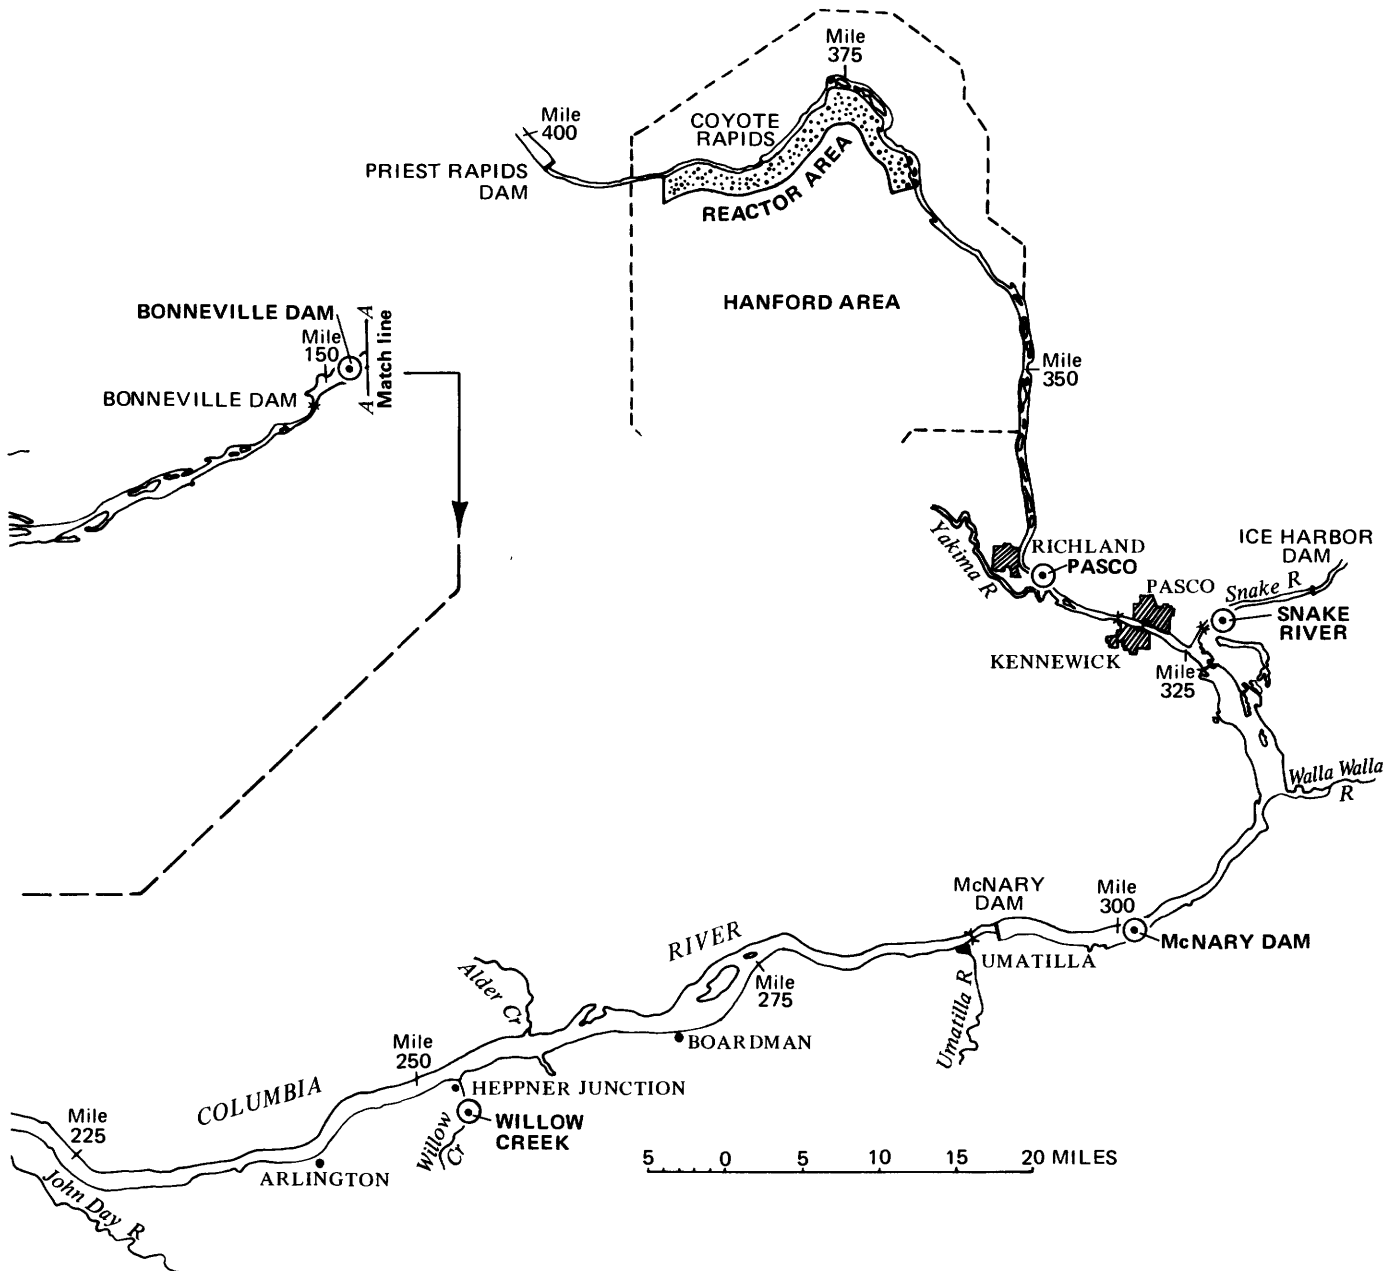 Mile
375
Mile
400
COYOTE
RAPIDS
PRIEST RAPIDS
DAM
REACTOR AREA
HANFORD AREA
BONNEVILLE DAM
Mile
150
A
Match line
A
BONNEVILLE DAM
Mile
350
Yakima R
RICHLAND
PASCO
ICE HARBOR
DAM
PASCO
Snake R
SNAKE
RIVER
KENNEWICK
Mile
325
Walla Walla
R
McNARY
DAM
Mile
300
McNARY DAM
UMATILLA
Umatilla R
RIVER
Mile
275
Alder Cr
BOARDMAN
Mile
250
COLUMBIA
HEPPNER JUNCTION
WILLOW
CREEK
Willow
Cr
Mile
225
ARLINGTON
John Day R
5 0 5 10 15 20 MILES